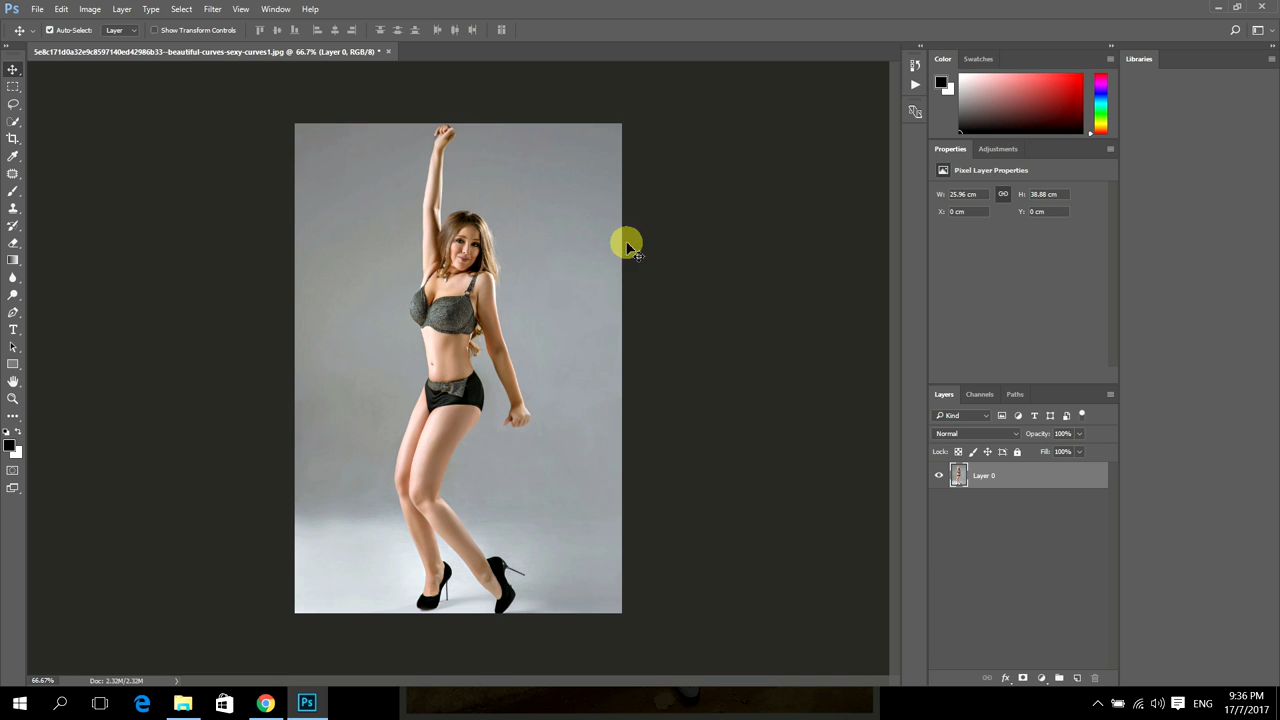 Ps File Edit Image Layer Type Select Filter View Window Help
Auto-Select: Layer Show Transform Controls
5e8c171d0a32e9c8597140ed42986b33--beautiful-curves-sexy-curves1.jpg @ 66.7% (Layer 0, RGB/8) * ×
Color Swatches Libraries
Properties Adjustments
Pixel Layer Properties
W: 25.96 cm H: 38.88 cm
X: 0 cm Y: 0 cm
Layers Channels Paths
Kind
Normal Opacity: 100%
Lock: Fill: 100%
Layer 0
66.67% Doc: 2.32M/2.32M
Ps ENG 9:36 PM
17/7/2017